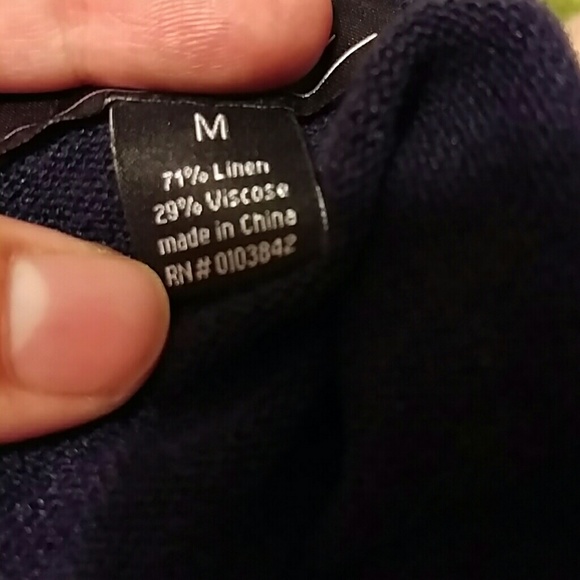 M
71% Linen
29% Viscose
made in China
RN # 0103842